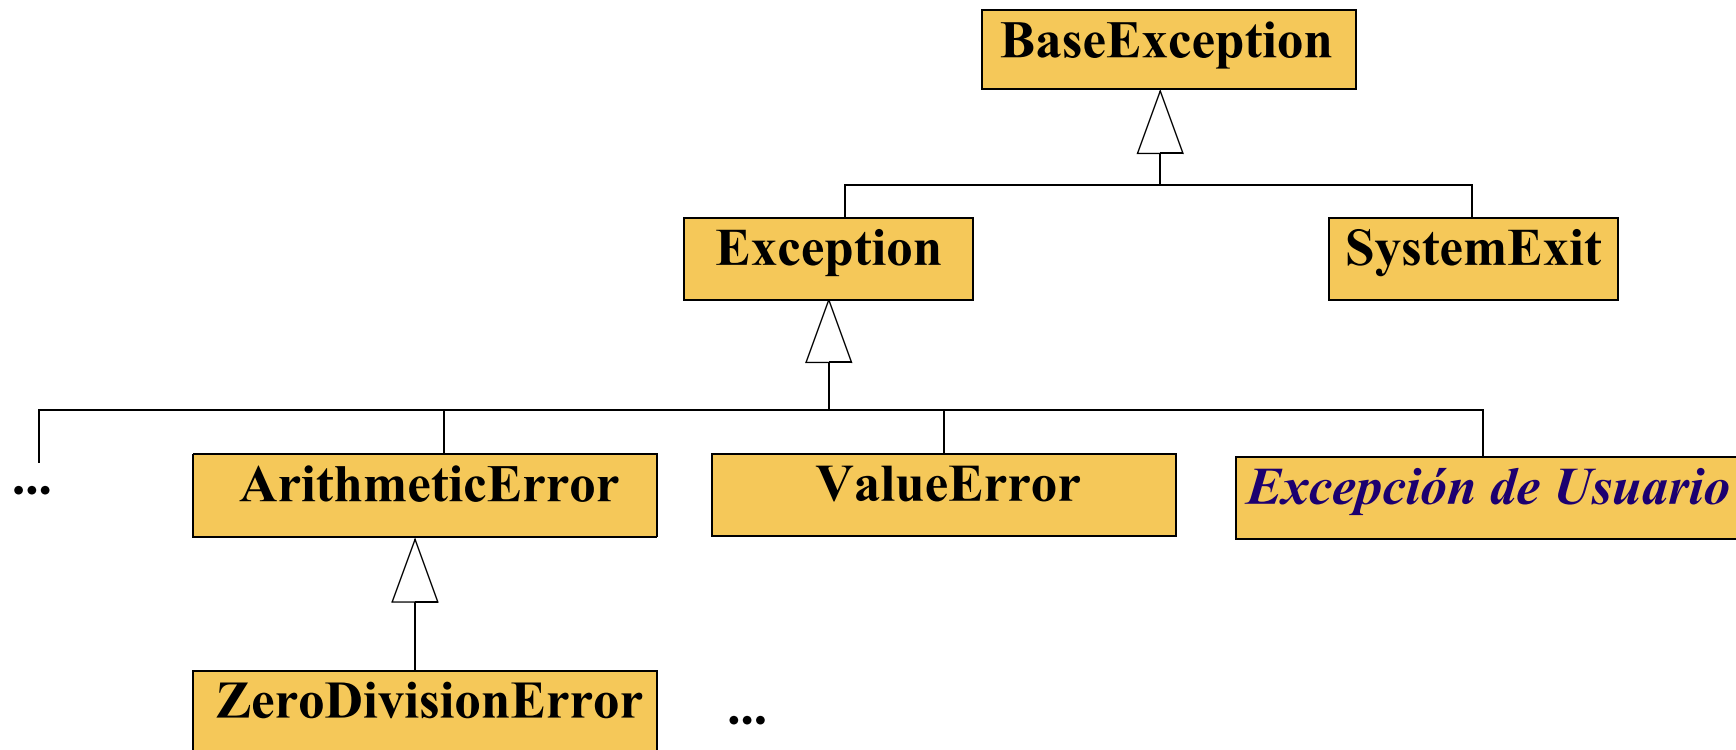 BaseException
Exception
SystemExit
...
ArithmeticError
ValueError
Excepción de Usuario
ZeroDivisionError
...